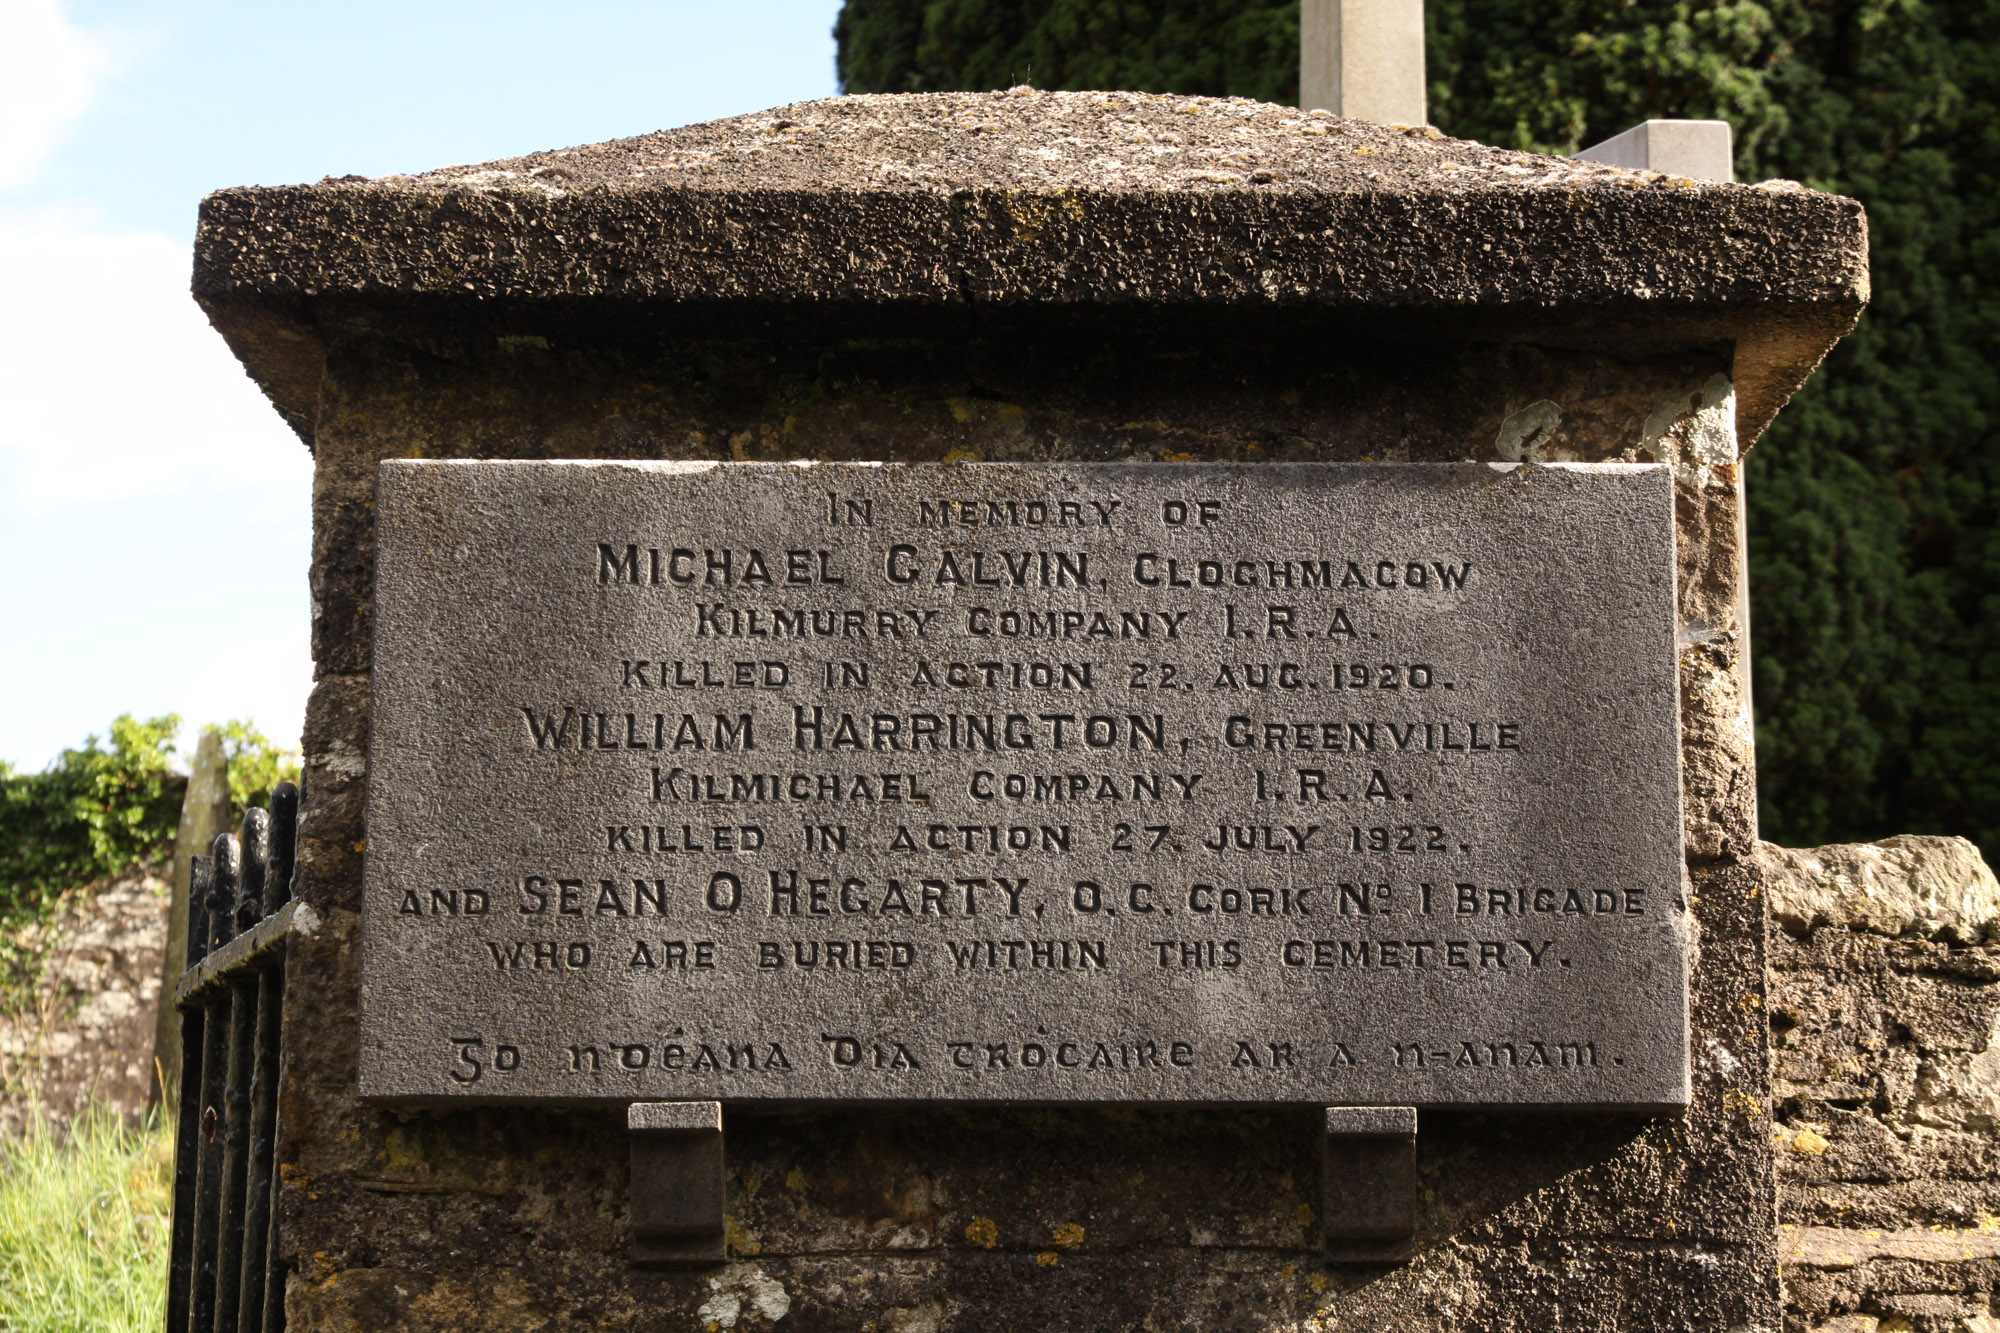 IN MEMORY OF
MICHAEL GALVIN, CLOGHMACOW
KILMURRY COMPANY I.R.A.
KILLED IN ACTION 22. AUG. 1920.
WILLIAM HARRINGTON, GREENVILLE
KILMICHAEL COMPANY I.R.A.
KILLED IN ACTION 27. JULY 1922.
AND SEAN O HEGARTY, O.C. CORK No 1 BRIGADE
WHO ARE BURIED WITHIN THIS CEMETERY.
Go nDéana Dia trócaire ar a n-anam.